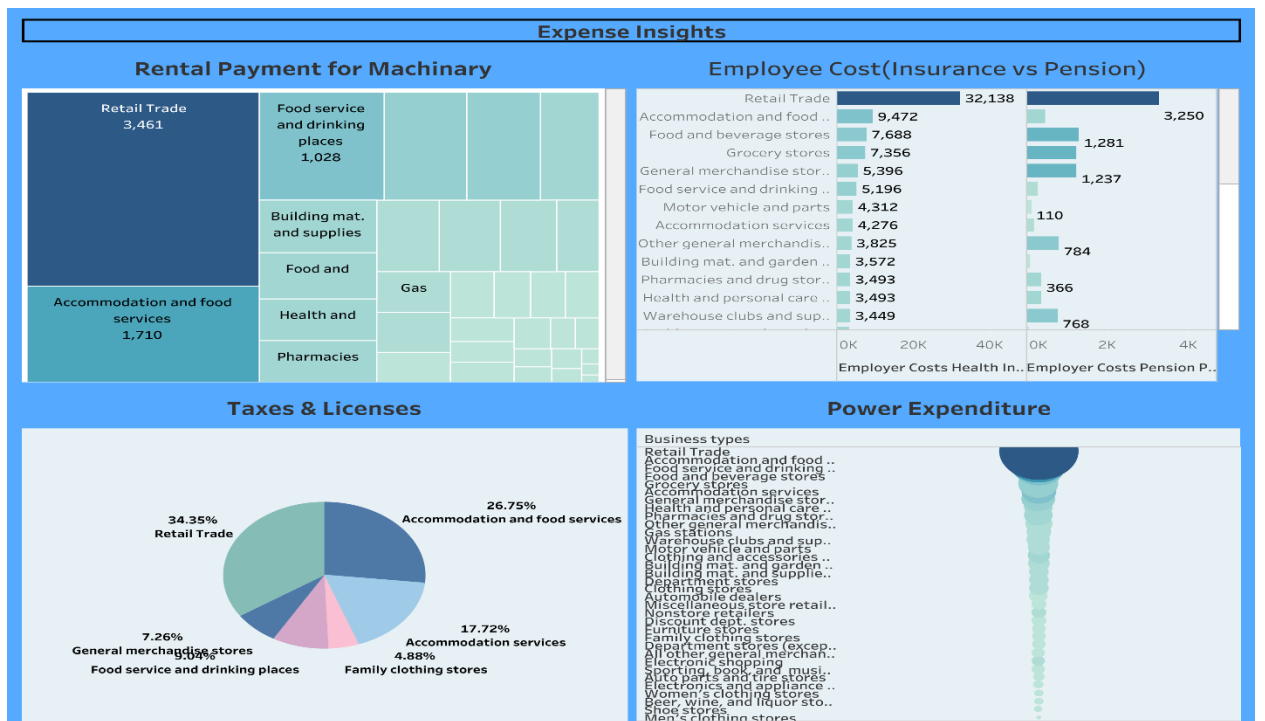 Expense Insights
Rental Payment for Machinary
Retail Trade
3,461
Food service
and drinking
places
1,028
Building mat.
and supplies
Food and
Health and
Pharmacies
Gas
Accommodation and food
services
1,710
Employee Cost(Insurance vs Pension)
Retail Trade
32,138
3,250
Accommodation and food ..
9,472
Food and beverage stores
7,688
1,281
Grocery stores
7,356
General merchandise stor..
5,396
1,237
Food service and drinking ..
5,196
Motor vehicle and parts
4,312
110
Accommodation services
4,276
Other general merchandis..
3,825
784
Building mat. and garden ..
3,572
Pharmacies and drug stor..
3,493
366
Health and personal care ..
3,493
Warehouse clubs and sup..
3,449
768
0K
20K
40K
0K
2K
4K
Employer Costs Health In..
Employer Costs Pension P..
Taxes & Licenses
26.75%
Accommodation and food services
34.35%
Retail Trade
17.72%
Accommodation services
7.26%
General merchandise stores
9.04%
Food service and drinking places
4.88%
Family clothing stores
Power Expenditure
Business types
Retail Trade
Accommodation and food ..
Food service and drinking ..
Food and beverage stores
Grocery stores
Accommodation services
General merchandise stor..
Health and personal care ..
Pharmacies and drug stor..
Other general merchandis..
Gas stations
Warehouse clubs and sup..
Motor vehicle and parts
Clothing and accessories ..
Building mat. and garden ..
Building mat. and supplie..
Department stores
Clothing stores
Automobile dealers
Miscellaneous store retail..
Nonstore retailers
Discount dept. stores
Furniture stores
Family clothing stores
Department stores (excep..
All other general merchan..
Electronic shopping
Sporting, book, and musi..
Auto parts and tire stores
Electronics and appliance ..
Women's clothing stores
Beer, wine, and liquor sto..
Shoe stores
Men's clothing stores